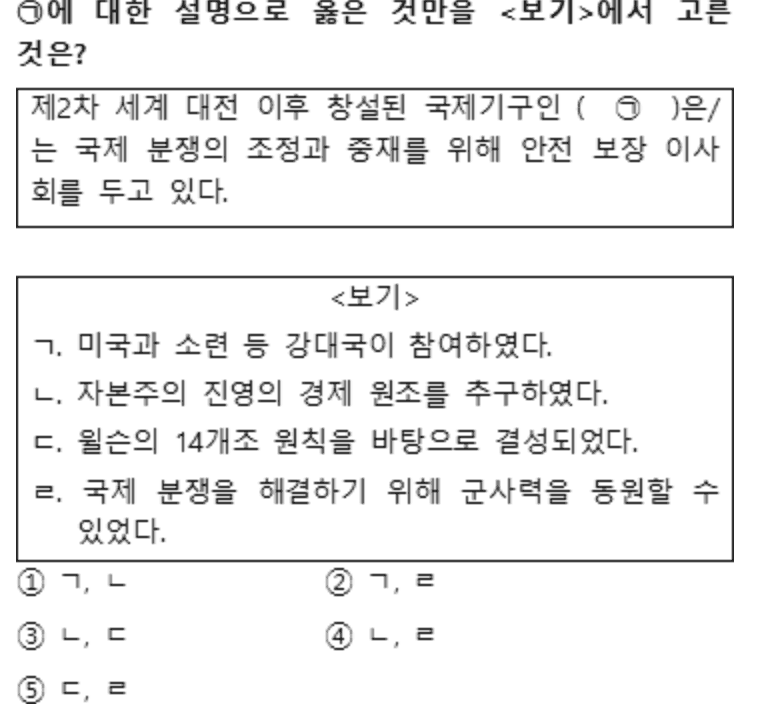 ㉠에 대한 설명으로 옳은 것만을 <보기>에서 고른
것은?
제2차 세계 대전 이후 창설된 국제기구인 ( ㉠ )은/
는 국제 분쟁의 조정과 중재를 위해 안전 보장 이사
회를 두고 있다.
<보기>
ㄱ. 미국과 소련 등 강대국이 참여하였다.
ㄴ. 자본주의 진영의 경제 원조를 추구하였다.
ㄷ. 윌슨의 14개조 원칙을 바탕으로 결성되었다.
ㄹ. 국제 분쟁을 해결하기 위해 군사력을 동원할 수
있었다.
① ㄱ, ㄴ ② ㄱ, ㄹ
③ ㄴ, ㄷ ④ ㄴ, ㄹ
⑤ ㄷ, ㄹ